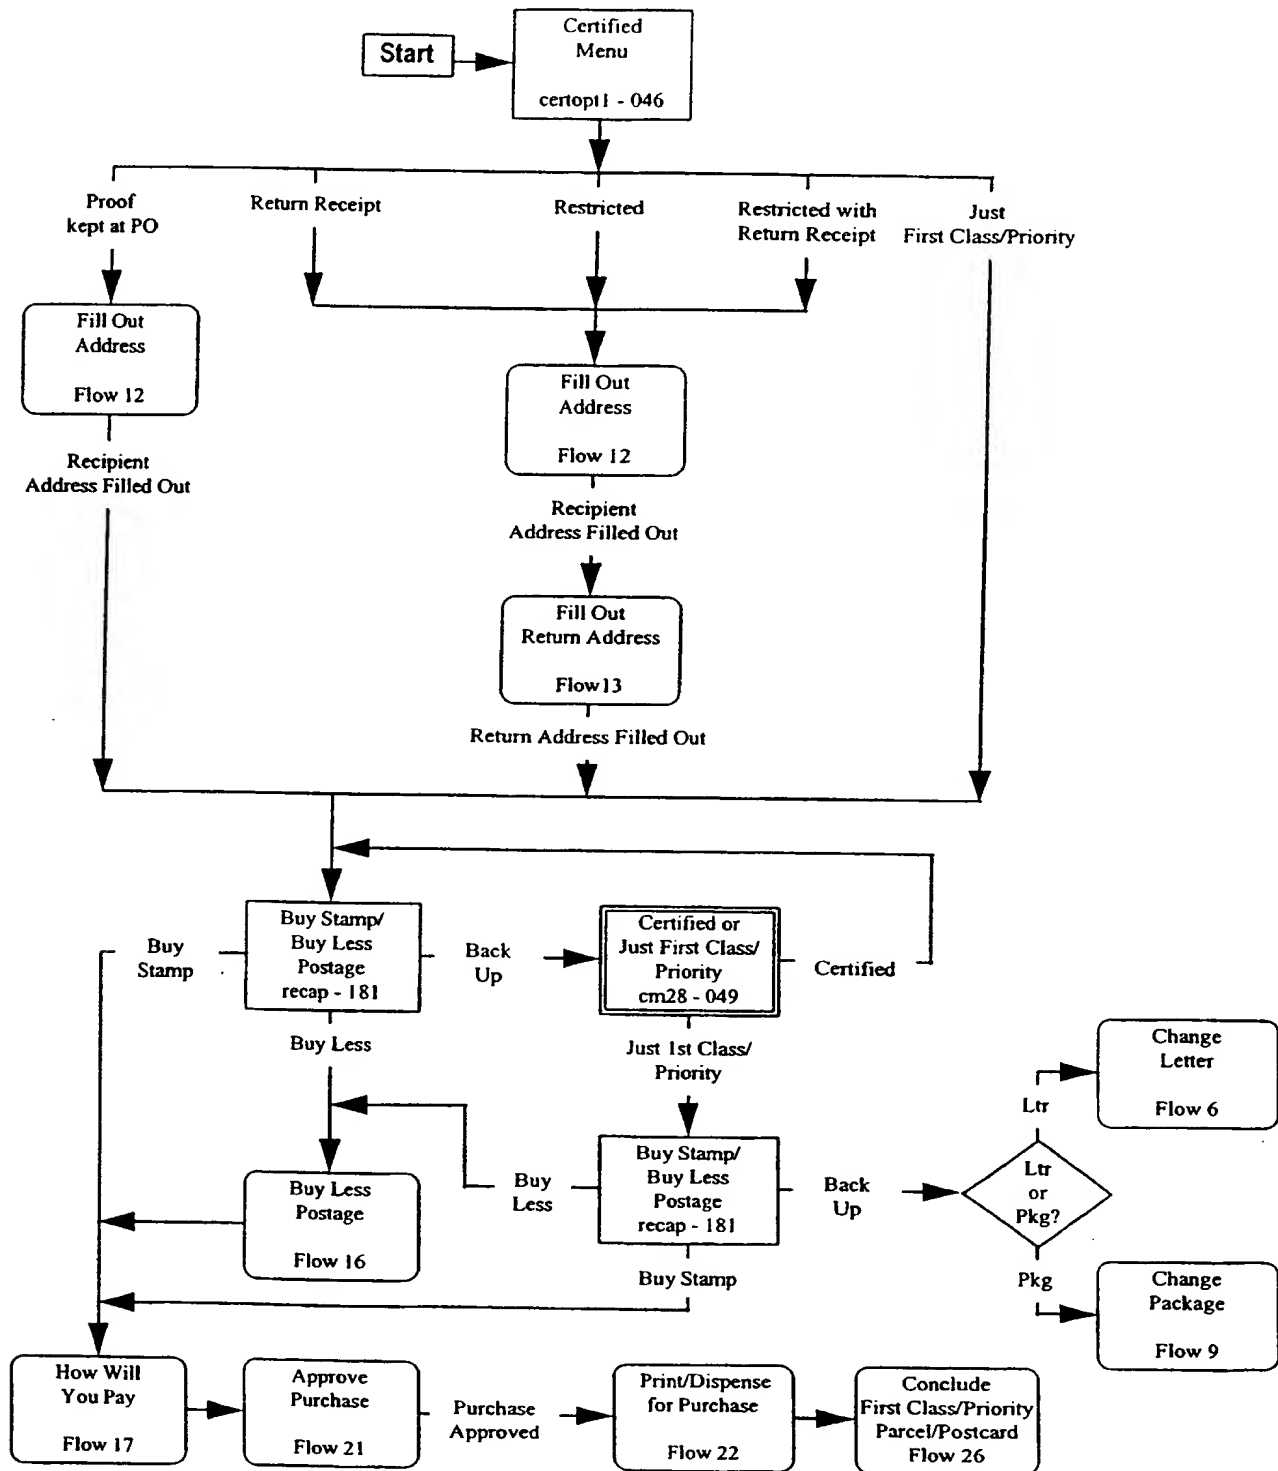 Start
Certified
Menu
certopt1 - 046
Proof
kept at PO
Return Receipt
Restricted
Restricted with
Return Receipt
Just
First Class/Priority
Fill Out
Address
Flow 12
Recipient
Address Filled Out
Fill Out
Address
Flow 12
Recipient
Address Filled Out
Fill Out
Return Address
Flow13
Return Address Filled Out
Buy
Stamp
Buy Stamp/
Buy Less
Postage
recap - 181
Back
Up
Certified or
Just First Class/
Priority
cm28 - 049
Certified
Buy Less
Just 1st Class/
Priority
Change
Letter
Flow 6
Ltr
Buy Less
Postage
Flow 16
Buy
Less
Buy Stamp/
Buy Less
Postage
recap - 181
Back
Up
Ltr
or
Pkg?
Buy Stamp
Pkg
Change
Package
Flow 9
How Will
You Pay
Flow 17
Approve
Purchase
Flow 21
Purchase
Approved
Print/Dispense
for Purchase
Flow 22
Conclude
First Class/Priority
Parcel/Postcard
Flow 26